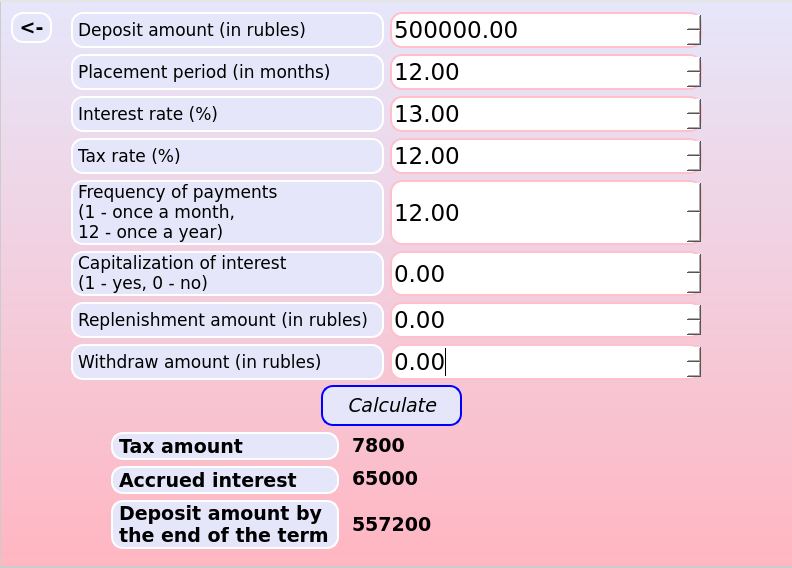 <-
Deposit amount (in rubles)
500000.00
Placement period (in months)
12.00
Interest rate (%)
13.00
Tax rate (%)
12.00
Frequency of payments
(1 - once a month,
12 - once a year)
12.00
Capitalization of interest
(1 - yes, 0 - no)
0.00
Replenishment amount (in rubles)
0.00
Withdraw amount (in rubles)
0.00
Calculate
Tax amount
7800
Accrued interest
65000
Deposit amount by
the end of the term
557200